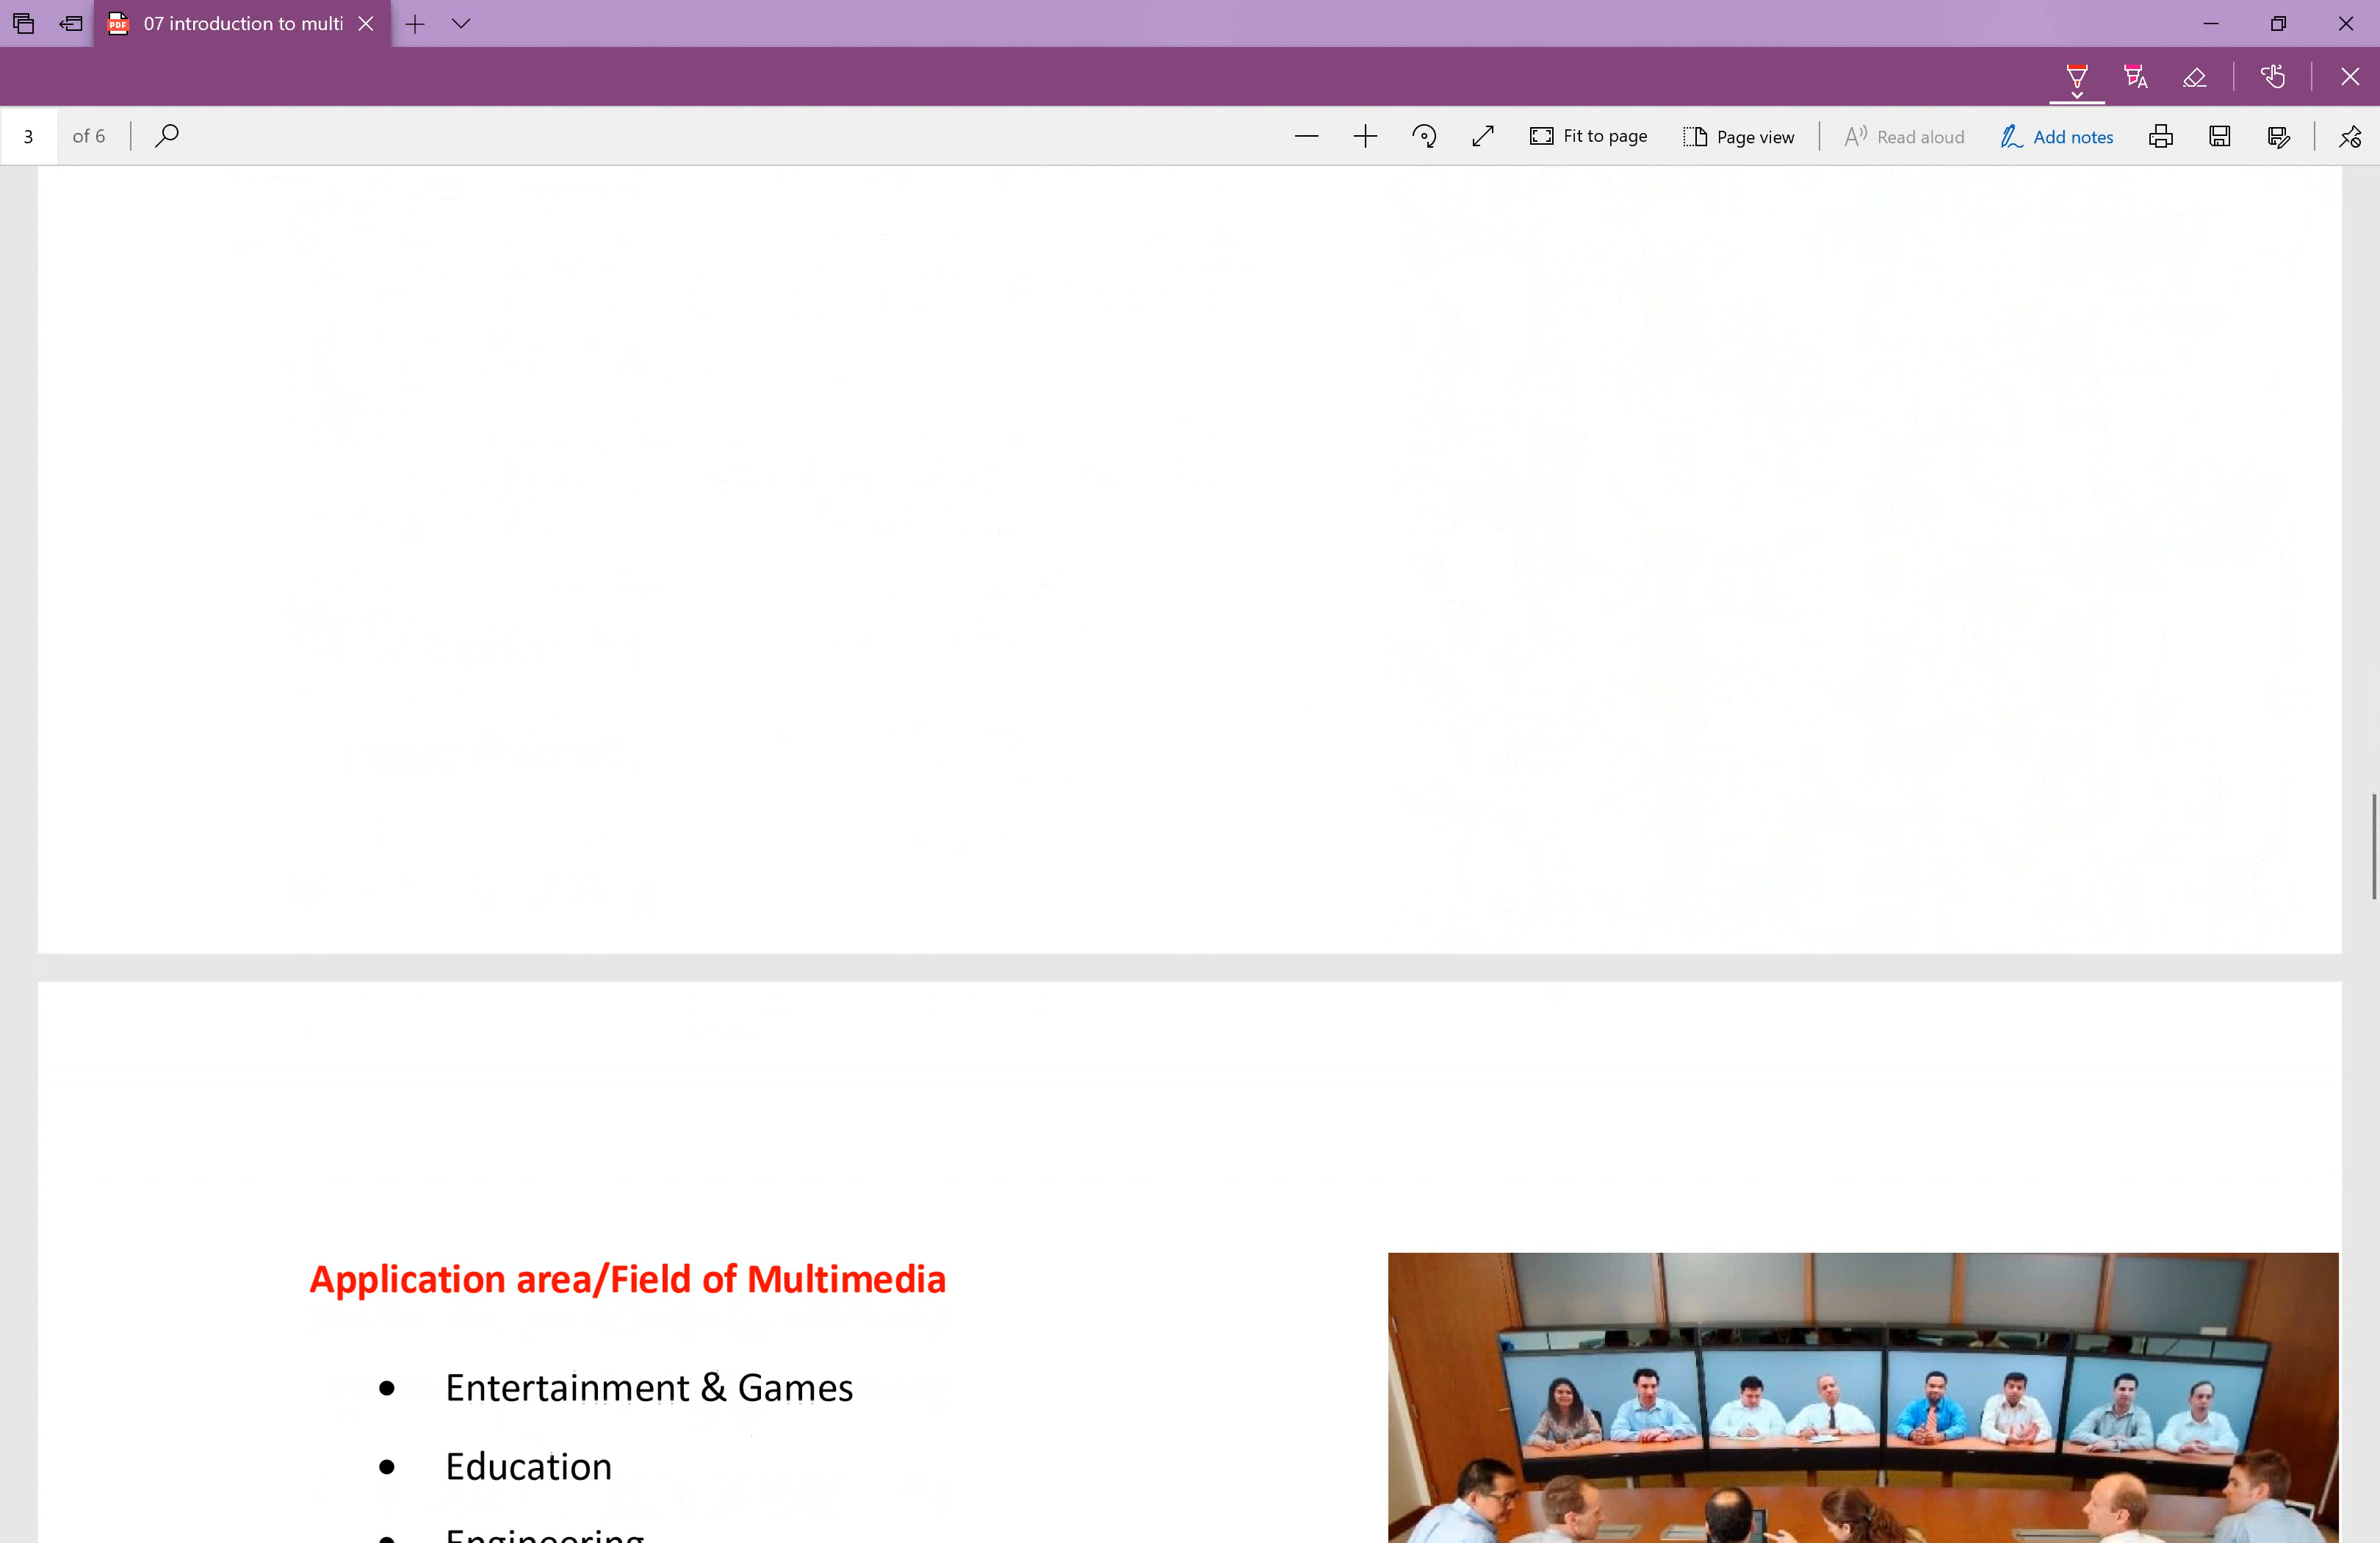 07 introduction to multi
3 of 6
Fit to page
Page view
Read aloud
Add notes
Application area/Field of Multimedia
• Entertainment & Games
• Education
• Engineering